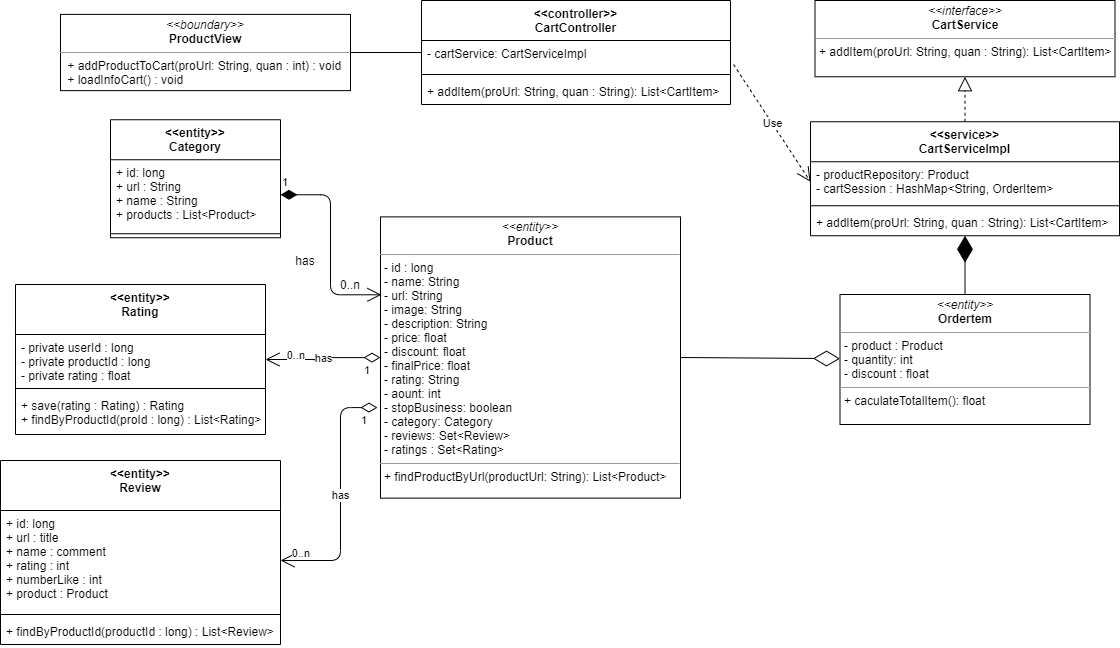 <<boundary>>
ProductView
+ addProductToCart(proUrl: String, quan : int) : void
+ loadInfoCart() : void
<<controller>>
CartController
- cartService: CartServiceImpl
+ addItem(proUrl: String, quan : String): List<CartItem>
<<interface>>
CartService
+ addItem(proUrl: String, quan : String): List<CartItem>
Use
<<service>>
CartServiceImpl
- productRepository: Product
- cartSession : HashMap<String, OrderItem>
+ addItem(proUrl: String, quan : String): List<CartItem>
<<entity>>
Category
+ id: long
+ url : String
+ name : String
+ products : List<Product>
1
has
0..n
<<entity>>
Product
- id : long
- name: String
- url: String
- image: String
- description: String
- price: float
- discount: float
- finalPrice: float
- rating: String
- aount: int
- stopBusiness: boolean
- category: Category
- reviews: Set<Review>
- ratings : Set<Rating>
+ findProductByUrl(productUrl: String): List<Product>
<<entity>>
Ordertem
- product : Product
- quantity: int
- discount : float
+ caculateTotalItem(): float
<<entity>>
Rating
- private userId : long
- private productId : long
- private rating : float
+ save(rating : Rating) : Rating
+ findByProductId(proId : long) : List<Rating>
0..n
has
1
1
has
0..n
<<entity>>
Review
+ id: long
+ url : title
+ name : comment
+ rating : int
+ numberLike : int
+ product : Product
+ findByProductId(productId : long) : List<Review>